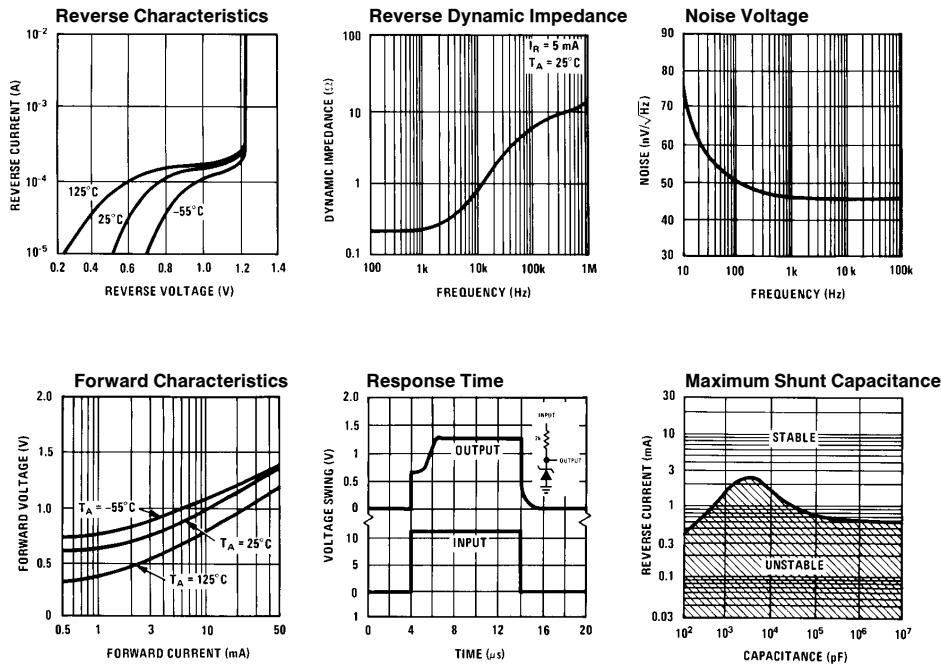 Reverse Characteristics
REVERSE CURRENT (A)
10-2
10-3
10-4
10-5
125°C
25°C
-55°C
0.2 0.4 0.6 0.8 1.0 1.2 1.4
REVERSE VOLTAGE (V)
Reverse Dynamic Impedance
DYNAMIC IMPEDANCE (Ω)
100
10
1
0.1
IR = 5 mA
TA = 25°C
100 1k 10k 100k 1M
FREQUENCY (Hz)
Noise Voltage
NOISE (nV/√Hz)
90
80
70
60
50
40
30
10 100 1k 10k 100k
FREQUENCY (Hz)
Forward Characteristics
FORWARD VOLTAGE (V)
2.0
1.5
1.0
0.5
0
TA = -55°C
TA = 25°C
TA = 125°C
0.5 1 3 10 50
FORWARD CURRENT (mA)
Response Time
VOLTAGE SWING (V)
2.0
1.5
1.0
0.5
0
10
5
0
1
OUTPUT
INPUT
INPUT
2k
OUTPUT
0 4 8 12 16 20
TIME (µs)
Maximum Shunt Capacitance
REVERSE CURRENT (mA)
30
10
3
1
0.3
0.1
0.03
STABLE
UNSTABLE
10² 10³ 10⁴ 10⁵ 10⁶ 10⁷
CAPACITANCE (pF)